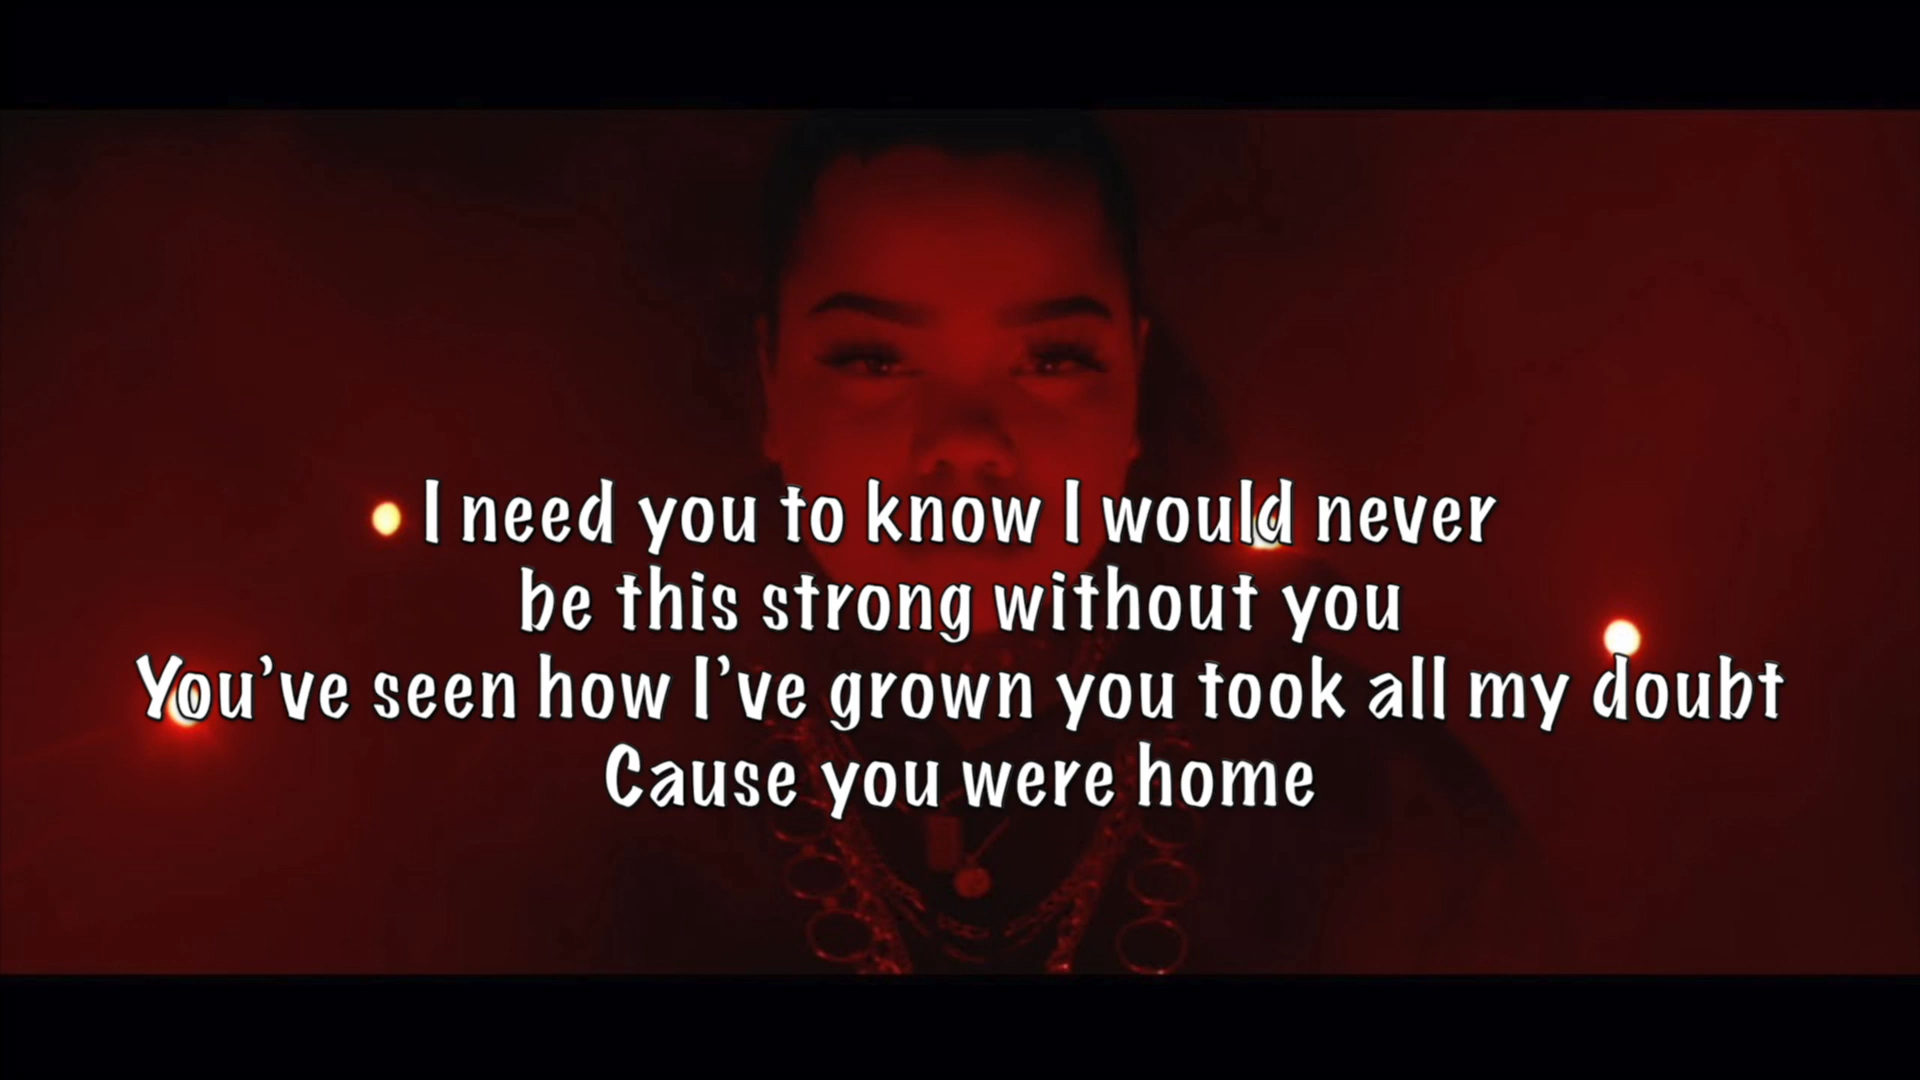 I need you to know I would never
be this strong without you
You've seen how I've grown you took all my doubt
Cause you were home